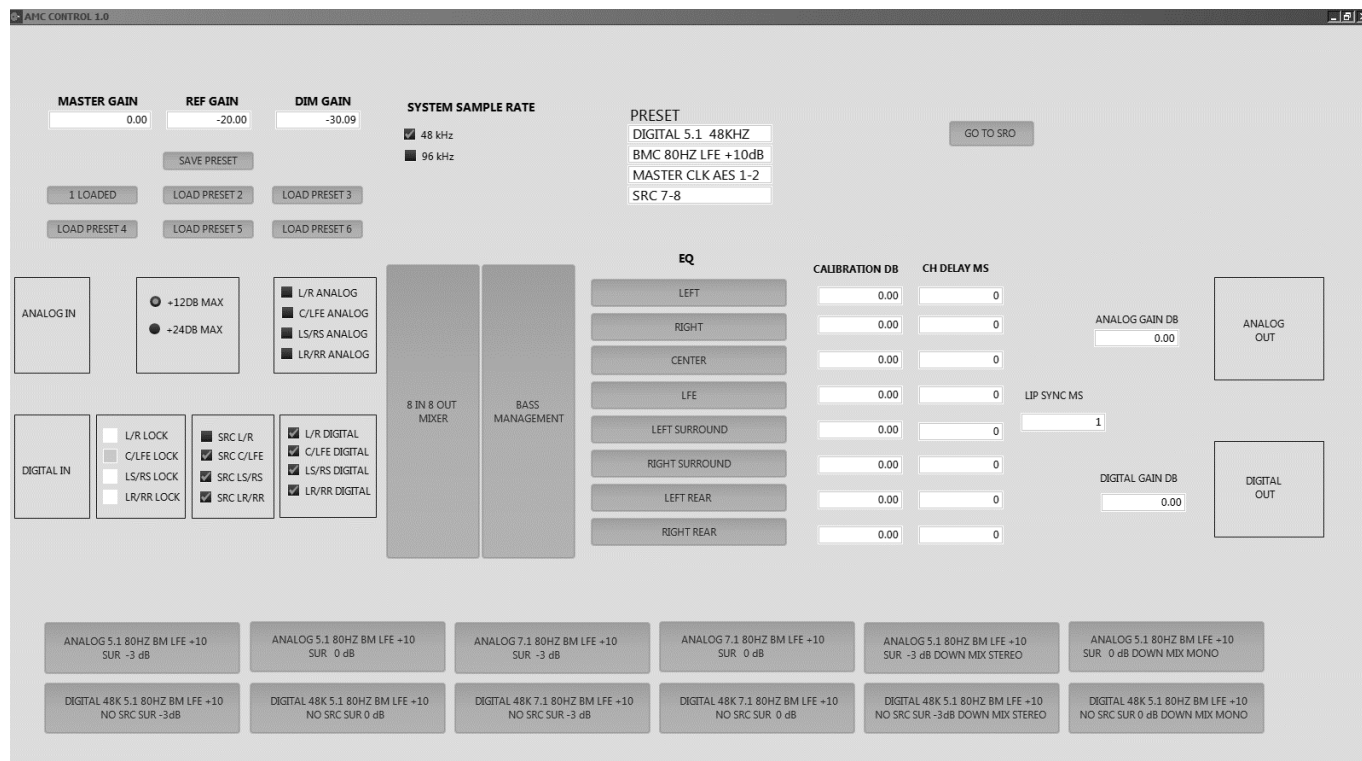 AMC CONTROL 1.0
MASTER GAIN
REF GAIN
DIM GAIN
0.00
-20.00
-30.09
SAVE PRESET
1 LOADED
LOAD PRESET 2
LOAD PRESET 3
LOAD PRESET 4
LOAD PRESET 5
LOAD PRESET 6
SYSTEM SAMPLE RATE
48 kHz
96 kHz
PRESET
DIGITAL 5.1 48KHZ
BMC 80HZ LFE +10dB
MASTER CLK AES 1-2
SRC 7-8
GO TO SRO
ANALOG IN
+12DB MAX
+24DB MAX
L/R ANALOG
C/LFE ANALOG
LS/RS ANALOG
LR/RR ANALOG
DIGITAL IN
L/R LOCK
C/LFE LOCK
LS/RS LOCK
LR/RR LOCK
SRC L/R
SRC C/LFE
SRC LS/RS
SRC LR/RR
L/R DIGITAL
C/LFE DIGITAL
LS/RS DIGITAL
LR/RR DIGITAL
8 IN 8 OUT
MIXER
BASS
MANAGEMENT
EQ
LEFT
RIGHT
CENTER
LFE
LEFT SURROUND
RIGHT SURROUND
LEFT REAR
RIGHT REAR
CALIBRATION DB
0.00
0.00
0.00
0.00
0.00
0.00
0.00
0.00
CH DELAY MS
0
0
0
0
0
0
0
0
LIP SYNC MS
1
ANALOG GAIN DB
0.00
DIGITAL GAIN DB
0.00
ANALOG
OUT
DIGITAL
OUT
ANALOG 5.1 80HZ BM LFE +10
SUR -3 dB
ANALOG 5.1 80HZ BM LFE +10
SUR 0 dB
ANALOG 7.1 80HZ BM LFE +10
SUR -3 dB
ANALOG 7.1 80HZ BM LFE +10
SUR 0 dB
ANALOG 5.1 80HZ BM LFE +10
SUR -3 dB DOWN MIX STEREO
ANALOG 5.1 80HZ BM LFE +10
SUR 0 dB DOWN MIX MONO
DIGITAL 48K 5.1 80HZ BM LFE +10
NO SRC SUR -3dB
DIGITAL 48K 5.1 80HZ BM LFE +10
NO SRC SUR 0 dB
DIGITAL 48K 7.1 80HZ BM LFE +10
NO SRC SUR -3 dB
DIGITAL 48K 7.1 80HZ BM LFE +10
NO SRC SUR 0 dB
DIGITAL 48K 5.1 80HZ BM LFE +10
NO SRC SUR -3dB DOWN MIX STEREO
DIGITAL 48K 5.1 80HZ BM LFE +10
NO SRC SUR 0 dB DOWN MIX MONO